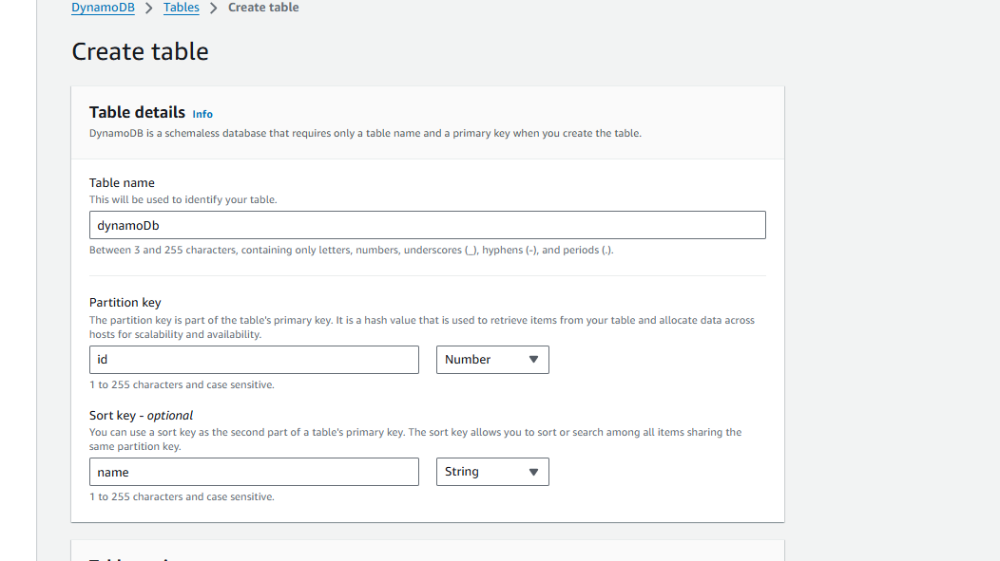 DynamoDB > Tables > Create table
Create table
Table details Info
DynamoDB is a schemaless database that requires only a table name and a primary key when you create the table.
Table name
This will be used to identify your table.
dynamoDb
Between 3 and 255 characters, containing only letters, numbers, underscores (_), hyphens (-), and periods (.).
Partition key
The partition key is part of the table's primary key. It is a hash value that is used to retrieve items from your table and allocate data across
hosts for scalability and availability.
id Number
1 to 255 characters and case sensitive.
Sort key - optional
You can use a sort key as the second part of a table's primary key. The sort key allows you to sort or search among all items sharing the
same partition key.
name String
1 to 255 characters and case sensitive.